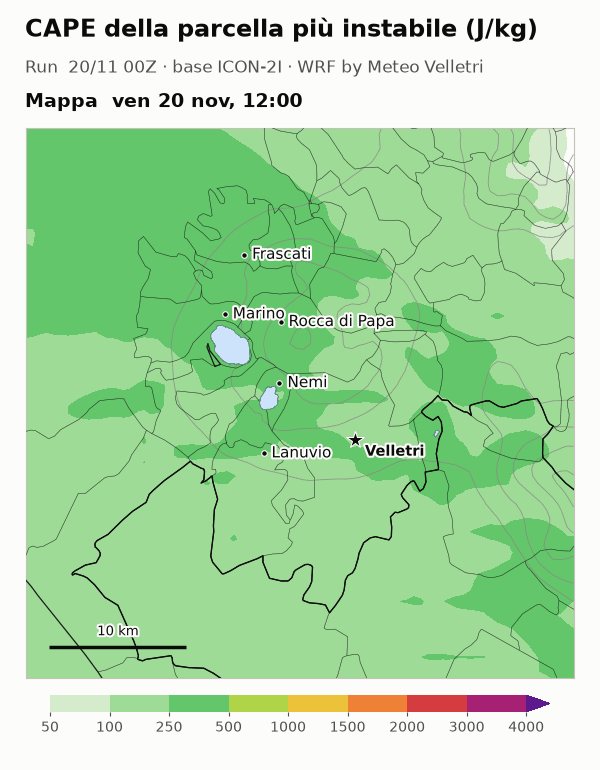 CAPE della parcella più instabile (J/kg)
Run  20/11 00Z · base ICON-2I · WRF by Meteo Velletri
Mappa  ven 20 nov, 12:00
Frascati
Marino
Rocca di Papa
Nemi
Velletri
Lanuvio
10 km
50 100 250 500 1000 1500 2000 3000 4000